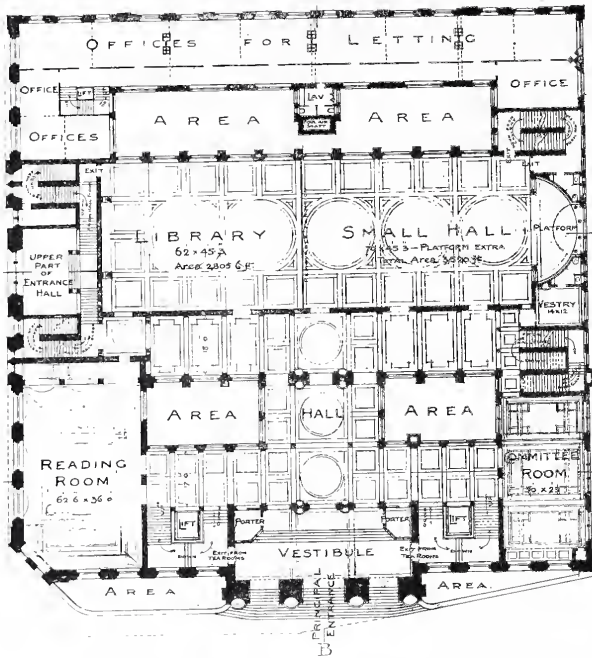 OFFICES FOR LETTING
OFFICE
LIFT
OFFICES
AREA
LAV
AREA
OFFICE
EXIT
EXIT
LIBRARY
62 × 45.3
Area 2805 6 ft
SMALL HALL
PLATFORM EXTRA
TOTAL AREA
PLATFORM
VESTRY
14×12
UPPER
PART
OF
ENTRANCE
HALL
AREA
HALL
AREA
READING
ROOM
62 6 × 36 0
COMMITTEE
ROOM
LIFT
PORTER
PORTER
LIFT
EXIT FROM
TEA ROOMS
VESTIBULE
EXIT FROM
TEA ROOMS
AREA
AREA
PRINCIPAL
ENTRANCE
B